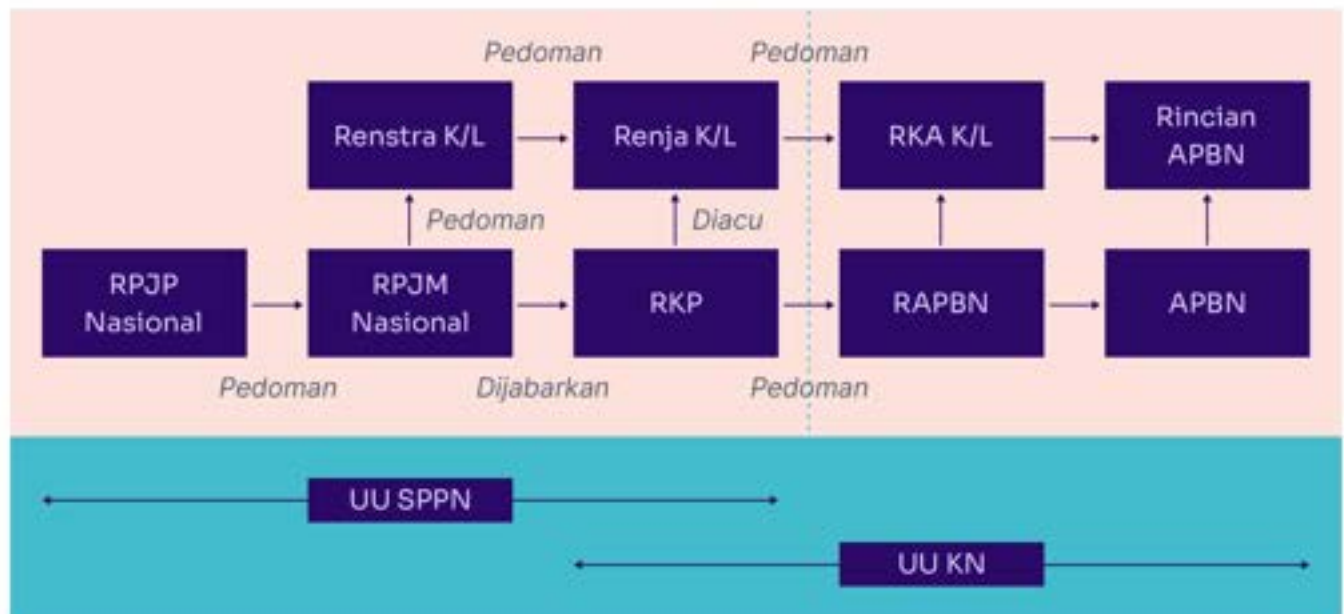 Pedoman
Pedoman
Renstra K/L
Renja K/L
RKA K/L
Rincian
APBN
Pedoman
Diacu
RPJP
Nasional
RPJM
Nasional
RKP
RAPBN
APBN
Pedoman
Dijabarkan
Pedoman
UU SPPN
UU KN